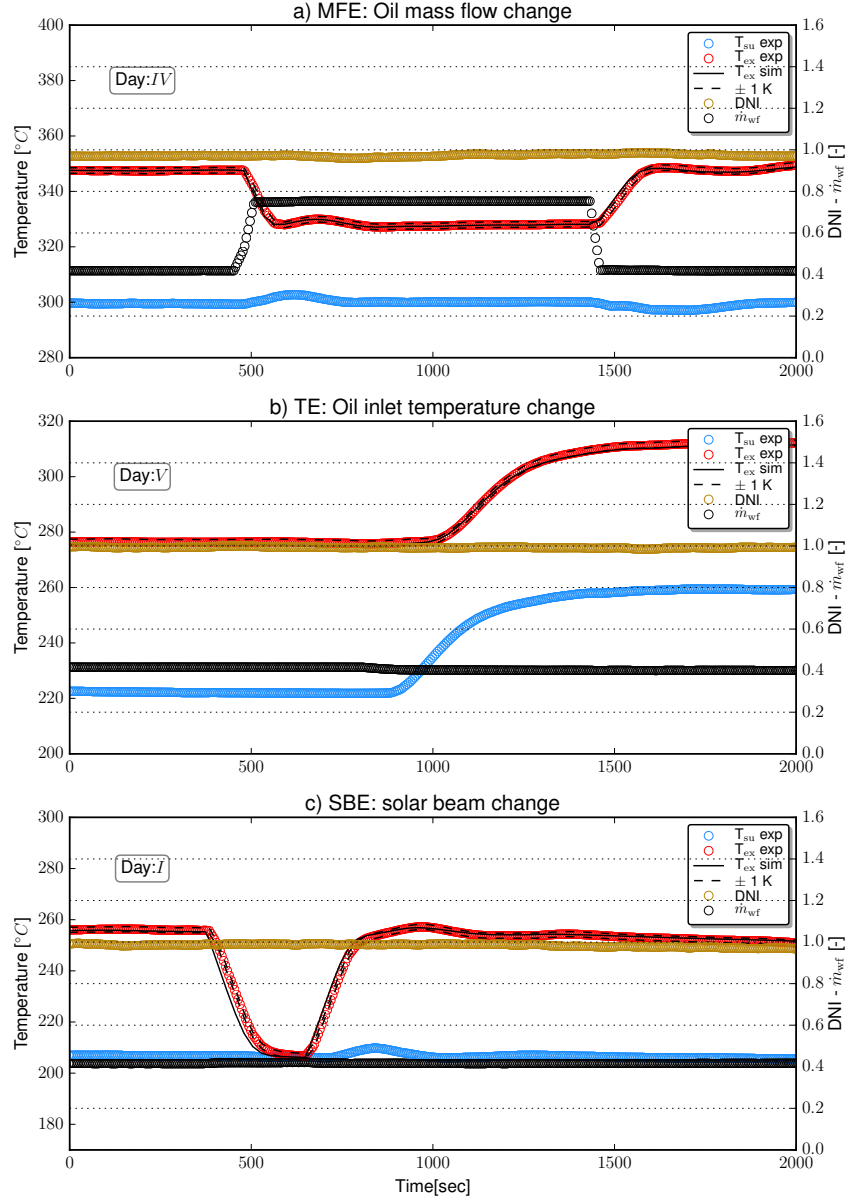 a) MFE: Oil mass flow change
Temperature [°C]
400
380
360
340
320
300
280
Day:IV
T_su exp
T_ex exp
T_ex sim
± 1 K
DNI
ṁ_wf
1.6
1.4
1.2
1.0
0.8
0.6
0.4
0.2
0.0
DNI - ṁ_wf [-]
0 500 1000 1500 2000
b) TE: Oil inlet temperature change
Temperature [°C]
320
300
280
260
240
220
200
Day:V
T_su exp
T_ex exp
T_ex sim
± 1 K
DNI
ṁ_wf
1.6
1.4
1.2
1.0
0.8
0.6
0.4
0.2
0.0
DNI - ṁ_wf [-]
0 500 1000 1500 2000
c) SBE: solar beam change
Temperature [°C]
300
280
260
240
220
200
180
Day:I
T_su exp
T_ex exp
T_ex sim
± 1 K
DNI
ṁ_wf
1.6
1.4
1.2
1.0
0.8
0.6
0.4
0.2
0.0
DNI - ṁ_wf [-]
0 500 1000 1500 2000
Time[sec]